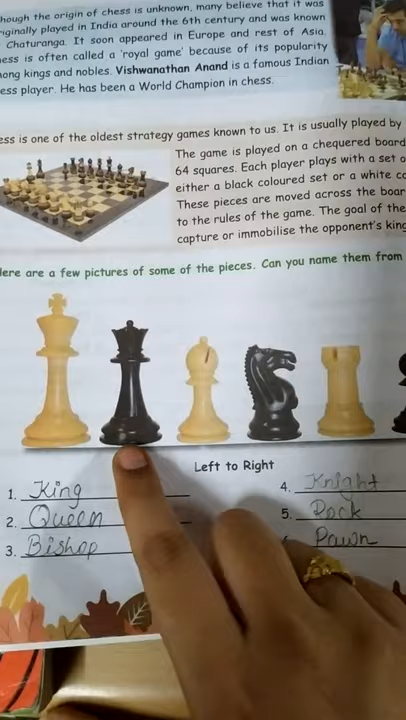 hough the origin of chess is unknown, many believe that it was
riginally played in India around the 6th century and was known
Chaturanga. It soon appeared in Europe and rest of Asia.
ess is often called a 'royal game' because of its popularity
mong kings and nobles. Vishwanathan Anand is a famous Indian
ess player. He has been a World Champion in chess.
ess is one of the oldest strategy games known to us. It is usually played by
The game is played on a chequered board
64 squares. Each player plays with a set o
either a black coloured set or a white co
These pieces are moved across the boar
to the rules of the game. The goal of the
capture or immobilise the opponent's king
Here are a few pictures of some of the pieces. Can you name them from
Left to Right
1. King
2. Queen
3. Bishop
4. Knight
5. Rock
Pawn